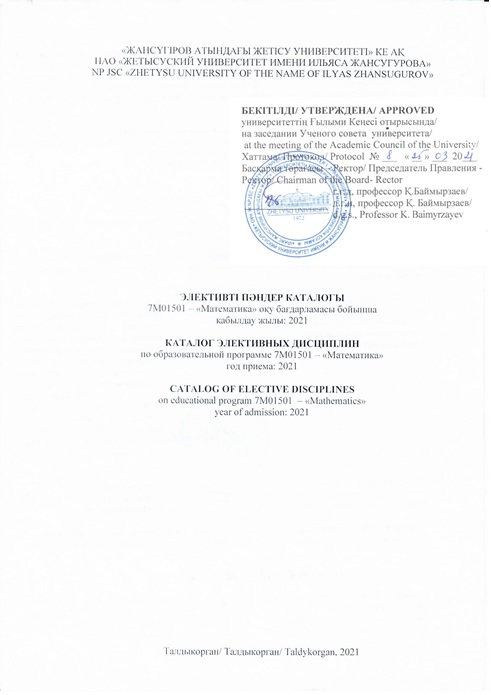 «ЖАНСҮГІРОВ АТЫНДАҒЫ ЖЕТІСУ УНИВЕРСИТЕТІ» КЕ АҚ
НАО «ЖЕТЫСУСКИЙ УНИВЕРСИТЕТ ИМЕНИ ИЛЬЯСА ЖАНСУГУРОВА»
NP JSC «ZHETYSU UNIVERSITY OF THE NAME OF ILYAS ZHANSUGUROV»
БЕКІТІЛДІ/ УТВЕРЖДЕНА/ APPROVED
университеттің Ғылыми Кеңесі отырысында/
на заседании Ученого совета университета/
at the meeting of the Academic Council of the University/
Хаттама/ Протокол/ Protocol № 8 « » 03 2021
Басқарма төрағасы - Ректор/ Председатель Правления -
Ректор/ Chairman of the Board- Rector
профессор Қ.Баймырзаев/
профессор Қ. Баймырзаев/
d.g.s., Professor K. Baimyrzayev
ZHETYSU UNIVERSITY
1972
ЭЛЕКТИВТІ ПӘНДЕР КАТАЛОГЫ
7М01501 – «Математика» оқу бағдарламасы бойынша
қабылдау жылы: 2021
КАТАЛОГ ЭЛЕКТИВНЫХ ДИСЦИПЛИН
по образовательной программе 7М01501 – «Математика»
год приема: 2021
CATALOG OF ELECTIVE DISCIPLINES
on educational program 7M01501 – «Mathematics»
year of admission: 2021
Талдықорған/ Талдыкорган/ Taldykorgan, 2021